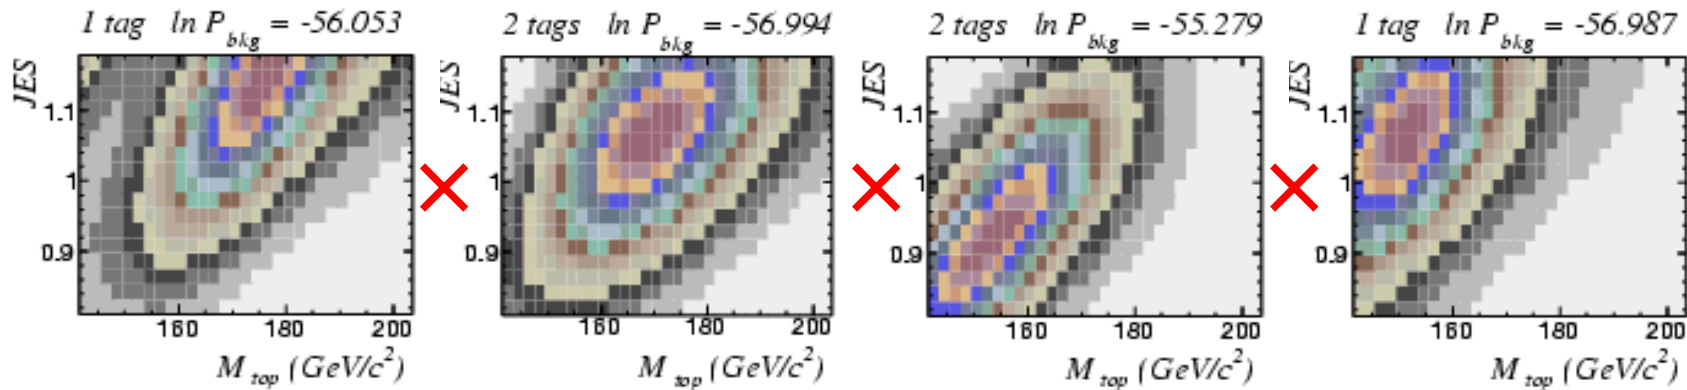 1 tag ln P_bkg = -56.053
JES
1.1
1
0.9
160 180 200
M_top (GeV/c²)
2 tags ln P_bkg = -56.994
JES
1.1
1
0.9
160 180 200
M_top (GeV/c²)
2 tags ln P_bkg = -55.279
JES
1.1
1
0.9
160 180 200
M_top (GeV/c²)
1 tag ln P_bkg = -56.987
JES
1.1
1
0.9
160 180 200
M_top (GeV/c²)